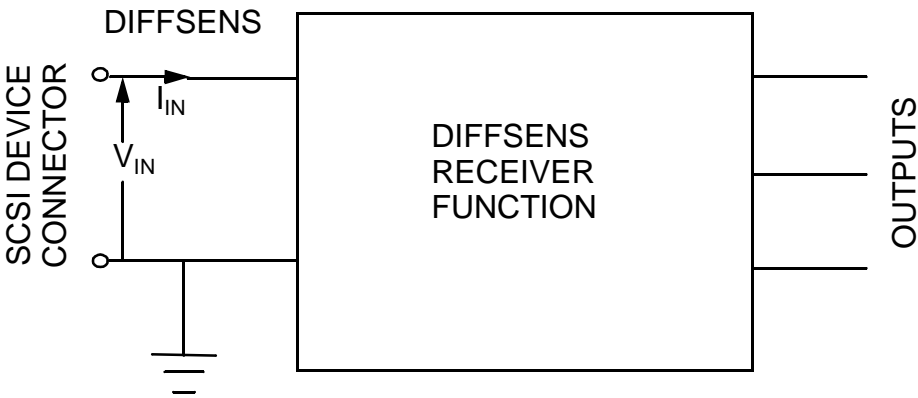 DIFFSENS
SCSI DEVICE
CONNECTOR
I_IN
V_IN
DIFFSENS
RECEIVER
FUNCTION
OUTPUTS